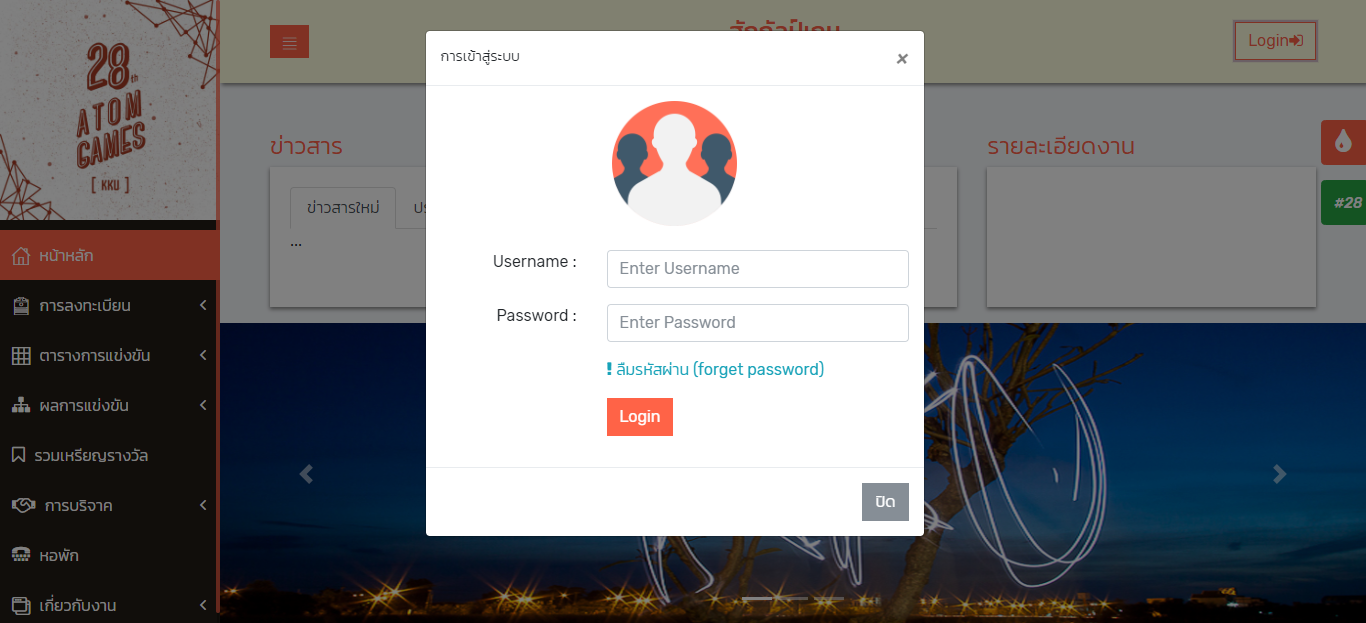 28th
ATOM
GAMES
[ KKU ]
หน้าหลัก
การลงทะเบียน
ตารางการแข่งขัน
ผลการแข่งขัน
รวมเหรียญรางวัล
การบริจาค
หอพัก
เกี่ยวกับงาน
Login
ข่าวสาร
ข่าวสารใหม่
...
รายละเอียดงาน
#28
การเข้าสู่ระบบ
×
Username :
Enter Username
Password :
Enter Password
! ลืมรหัสผ่าน (forget password)
Login
ปิด